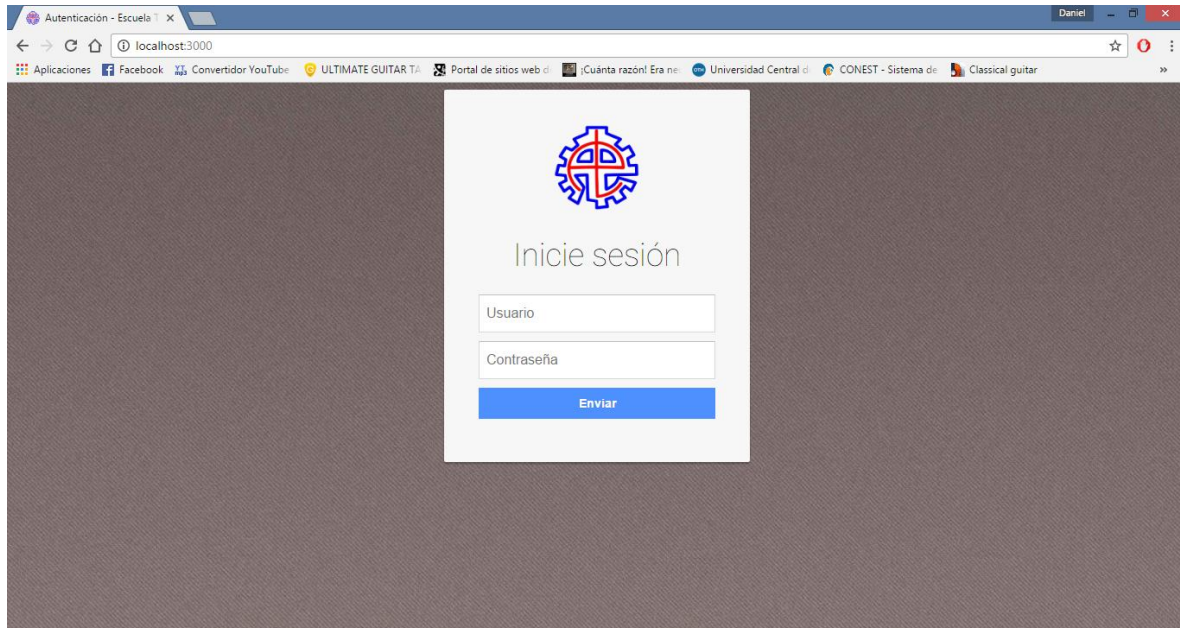 Autenticación - Escuela T
Daniel
localhost:3000
Aplicaciones Facebook Convertidor YouTube ULTIMATE GUITAR TA Portal de sitios web d ¡Cuánta razón! Era ne Universidad Central d CONEST - Sistema de Classical guitar
Inicie sesión
Usuario
Contraseña
Enviar